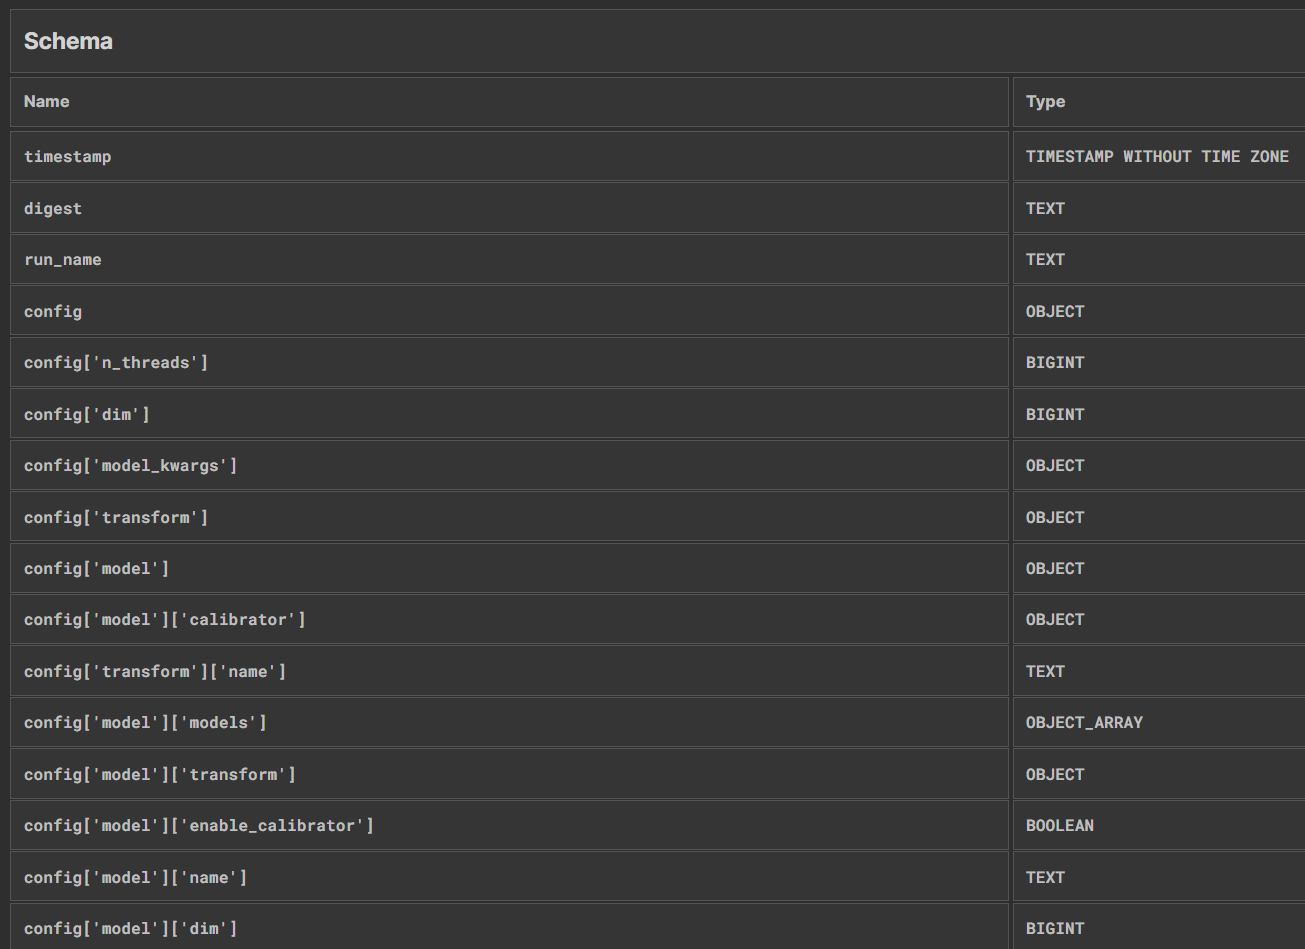 Schema
Name Type
timestamp TIMESTAMP WITHOUT TIME ZONE
digest TEXT
run_name TEXT
config OBJECT
config['n_threads'] BIGINT
config['dim'] BIGINT
config['model_kwargs'] OBJECT
config['transform'] OBJECT
config['model'] OBJECT
config['model']['calibrator'] OBJECT
config['transform']['name'] TEXT
config['model']['models'] OBJECT_ARRAY
config['model']['transform'] OBJECT
config['model']['enable_calibrator'] BOOLEAN
config['model']['name'] TEXT
config['model']['dim'] BIGINT